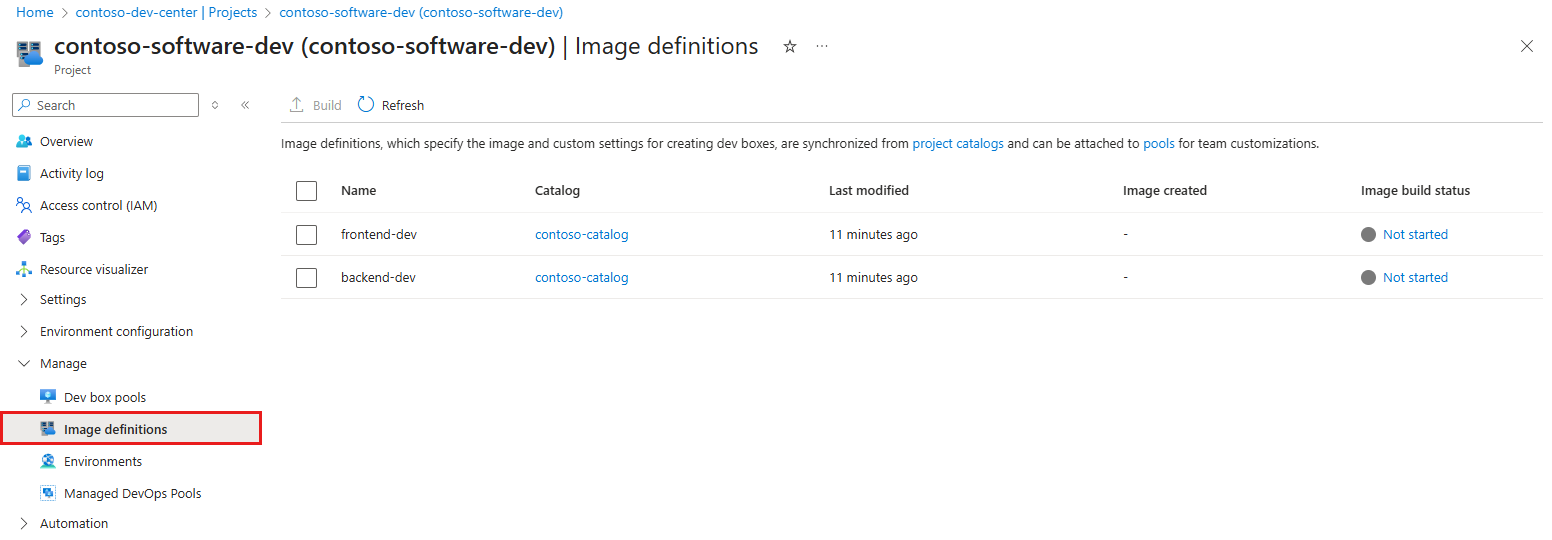 Home > contoso-dev-center | Projects > contoso-software-dev (contoso-software-dev)
contoso-software-dev (contoso-software-dev) | Image definitions
Project
Search
Build Refresh
Overview
Activity log
Access control (IAM)
Tags
Resource visualizer
Settings
Environment configuration
Manage
Dev box pools
Image definitions
Environments
Managed DevOps Pools
Automation
Image definitions, which specify the image and custom settings for creating dev boxes, are synchronized from project catalogs and can be attached to pools for team customizations.
Name Catalog Last modified Image created Image build status
frontend-dev contoso-catalog 11 minutes ago - Not started
backend-dev contoso-catalog 11 minutes ago - Not started